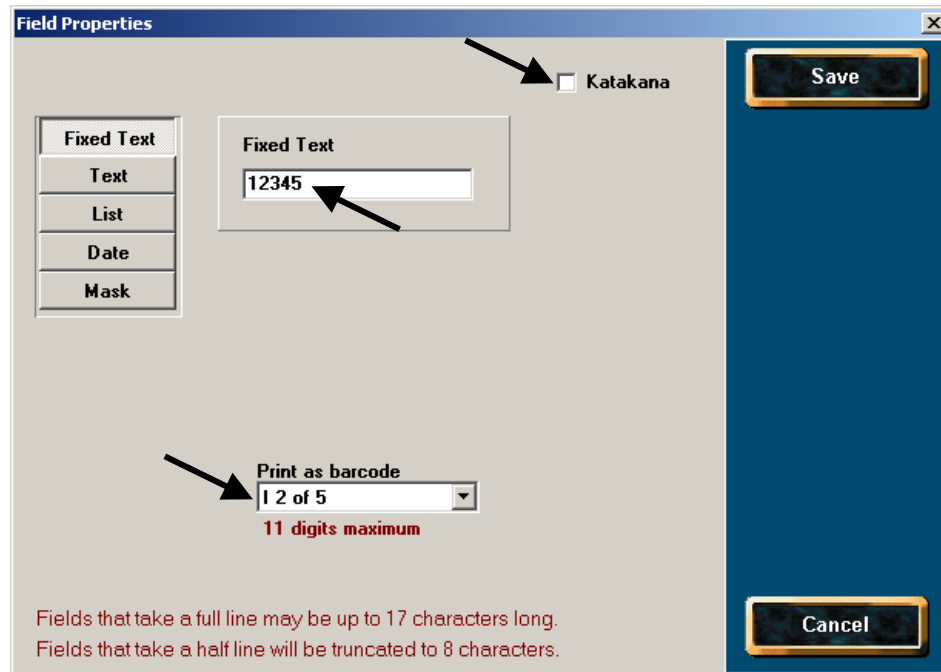 Field Properties
Katakana
Save
Fixed Text
Text
List
Date
Mask
Fixed Text
12345
Print as barcode
I 2 of 5
11 digits maximum
Fields that take a full line may be up to 17 characters long.
Fields that take a half line will be truncated to 8 characters.
Cancel